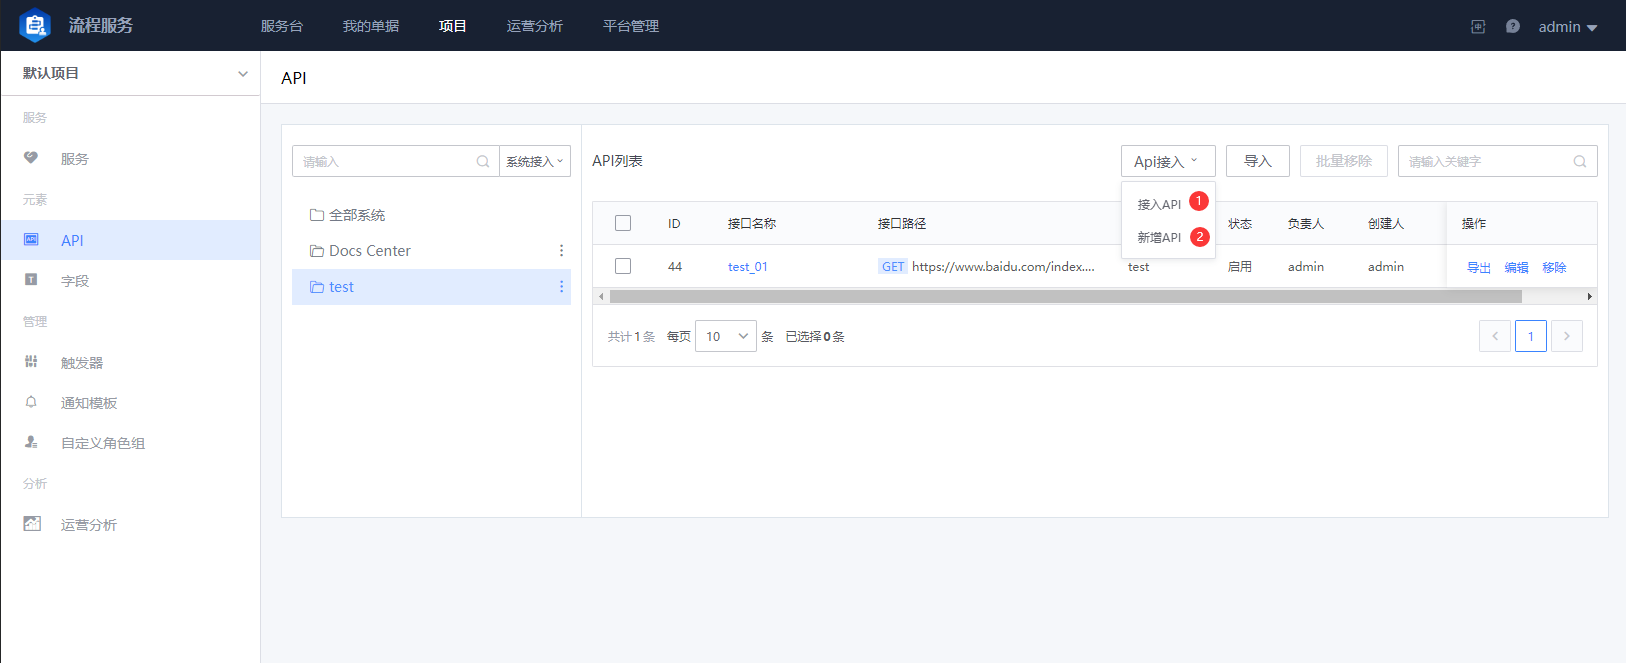 流程服务 服务台 我的单据 项目 运营分析 平台管理 admin
默认项目
API
服务
服务
元素
API
字段
管理
触发器
通知模板
自定义角色组
分析
运营分析
请输入 系统接入
全部系统
Docs Center
test
API列表 Api接入 导入 批量移除 请输入关键字
接入API 1
新增API 2
ID 接口名称 接口路径 状态 负责人 创建人 操作
44 test_01 GET https://www.baidu.com/index.... test 启用 admin admin 导出 编辑 移除
共计1条 每页 10 条 已选择0条 1